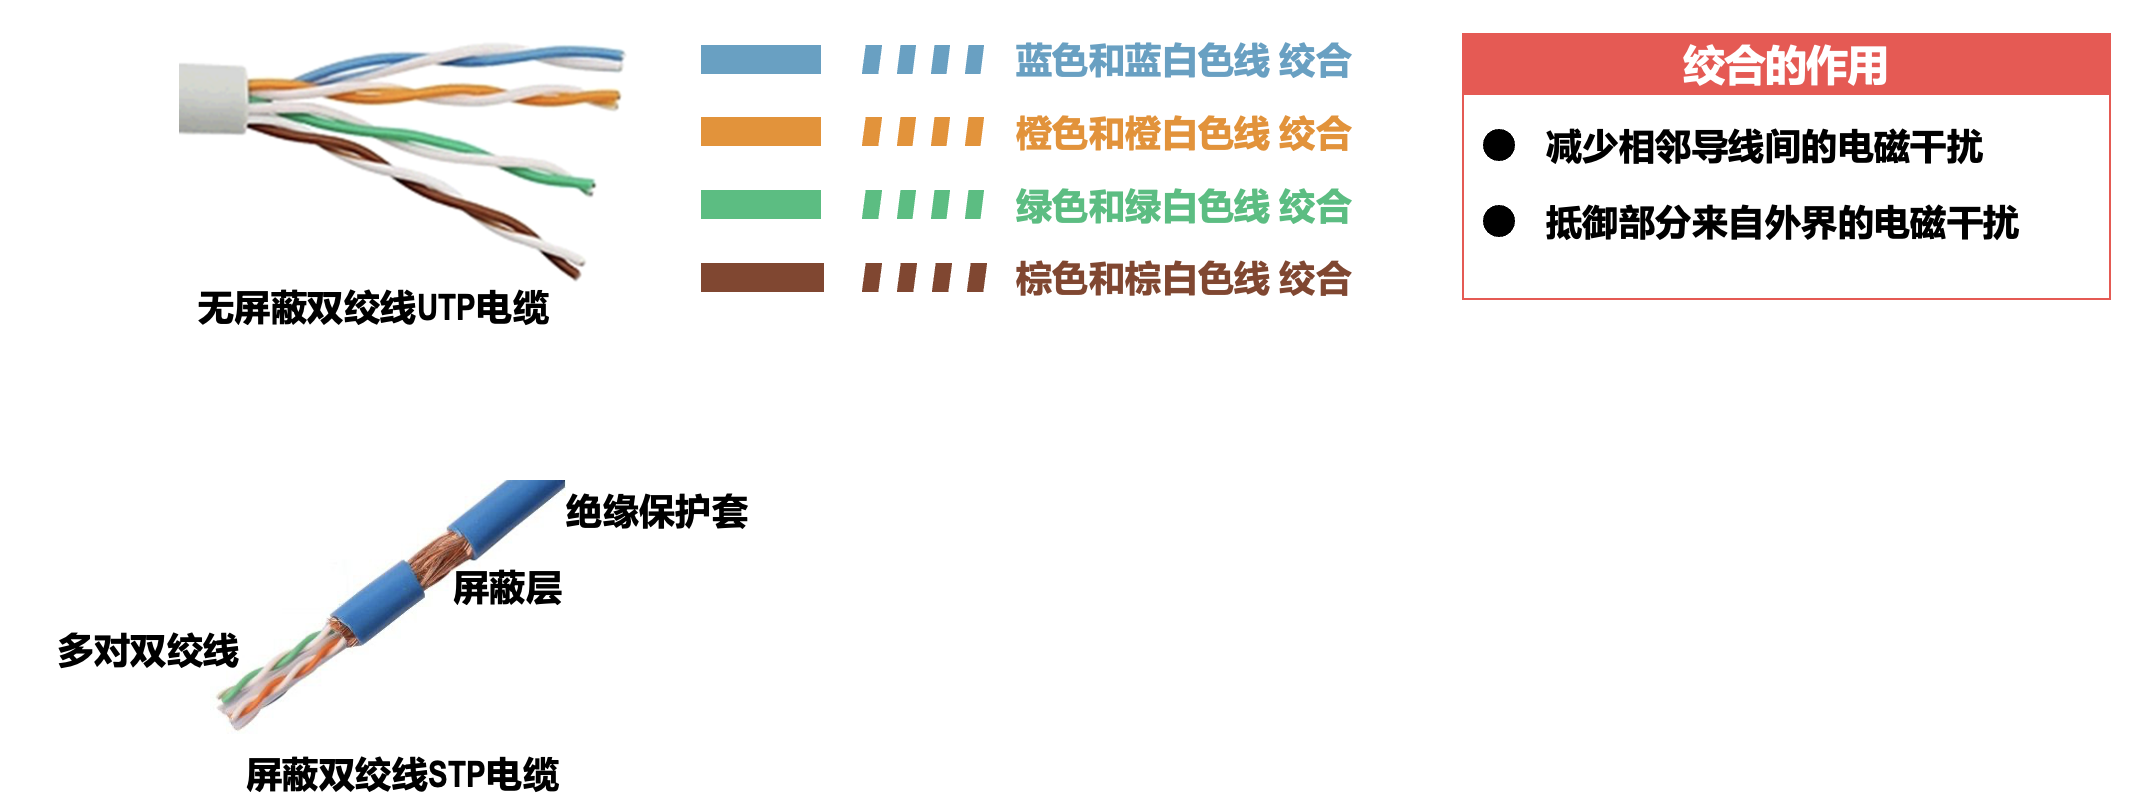 蓝色和蓝白色线 绞合
橙色和橙白色线 绞合
绿色和绿白色线 绞合
棕色和棕白色线 绞合
无屏蔽双绞线UTP电缆
绞合的作用
减少相邻导线间的电磁干扰
抵御部分来自外界的电磁干扰
绝缘保护套
屏蔽层
多对双绞线
屏蔽双绞线STP电缆